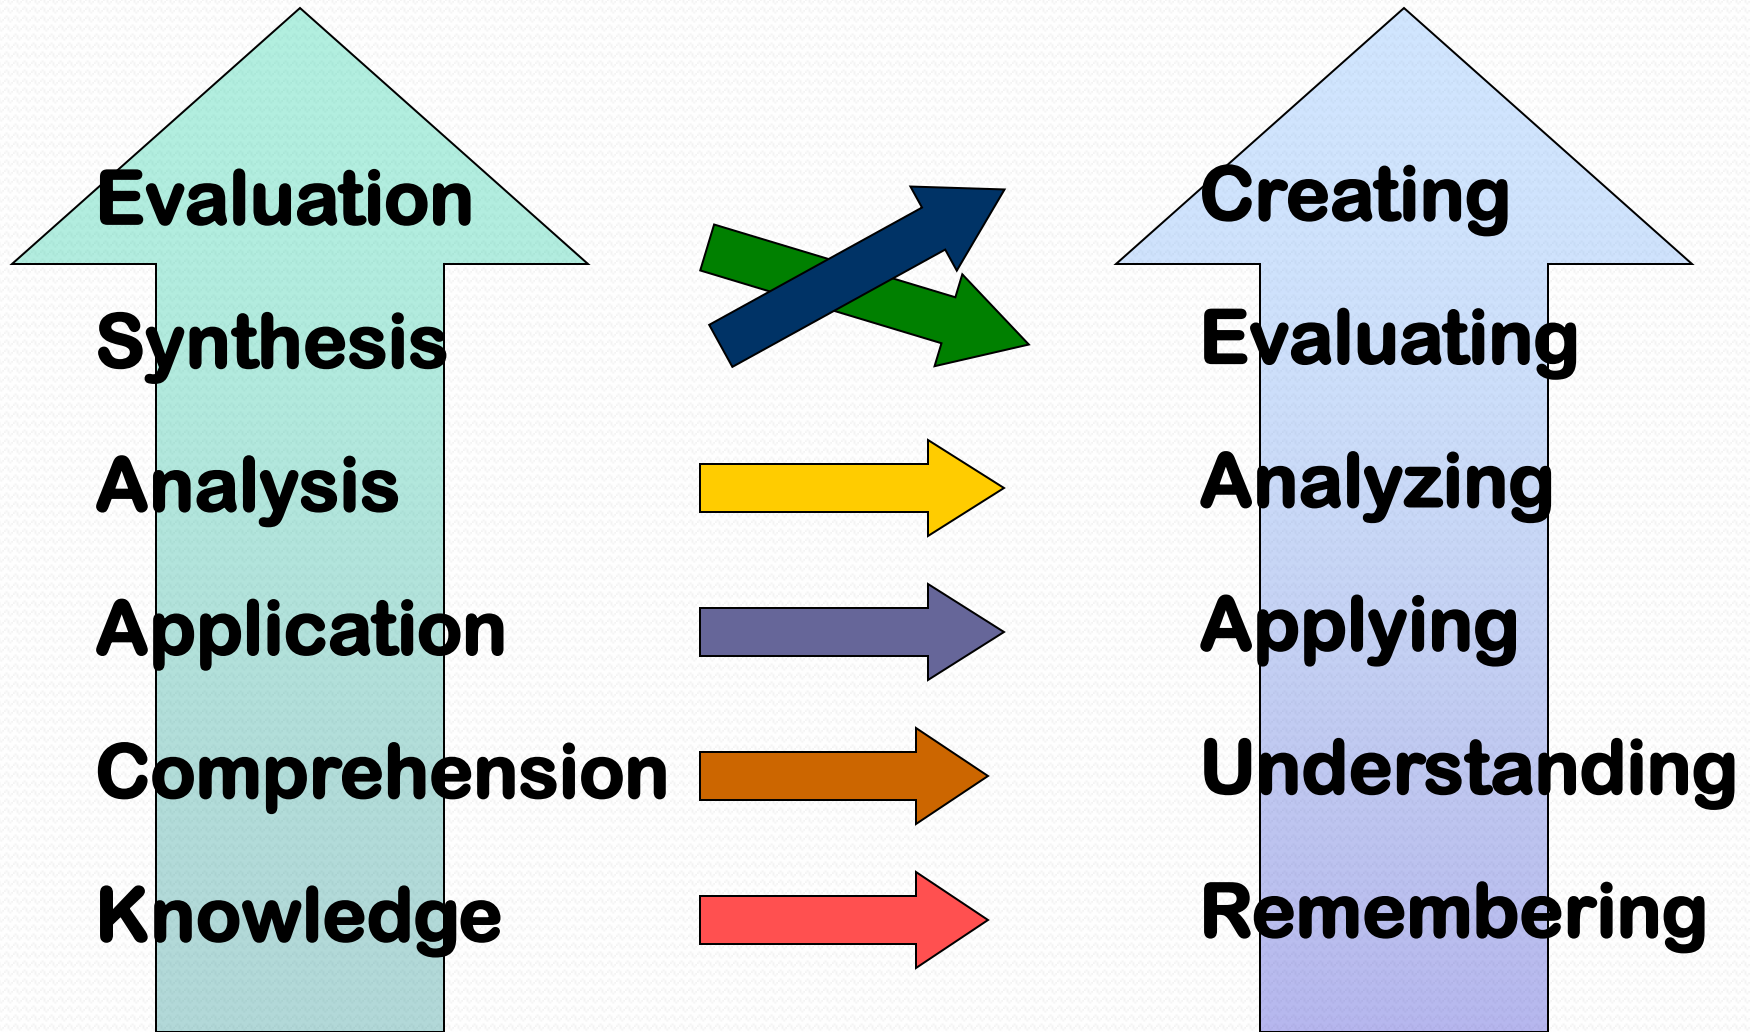 Evaluation
Synthesis
Analysis
Application
Comprehension
Knowledge
Creating
Evaluating
Analyzing
Applying
Understanding
Remembering